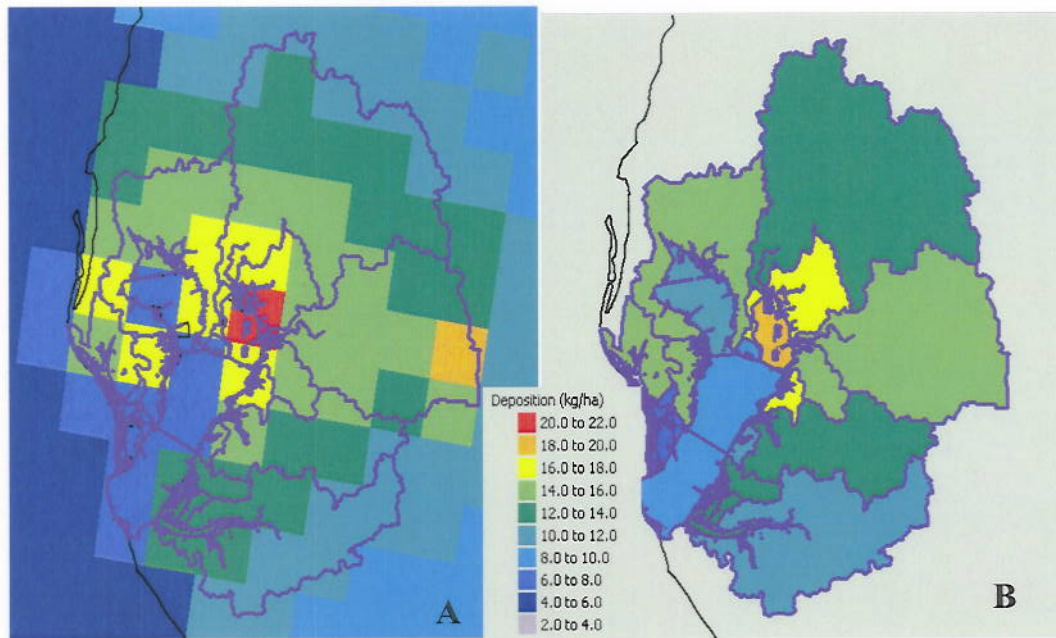 Deposition (kg/ha)
20.0 to 22.0
18.0 to 20.0
16.0 to 18.0
14.0 to 16.0
12.0 to 14.0
10.0 to 12.0
8.0 to 10.0
6.0 to 8.0
4.0 to 6.0
2.0 to 4.0
A
B